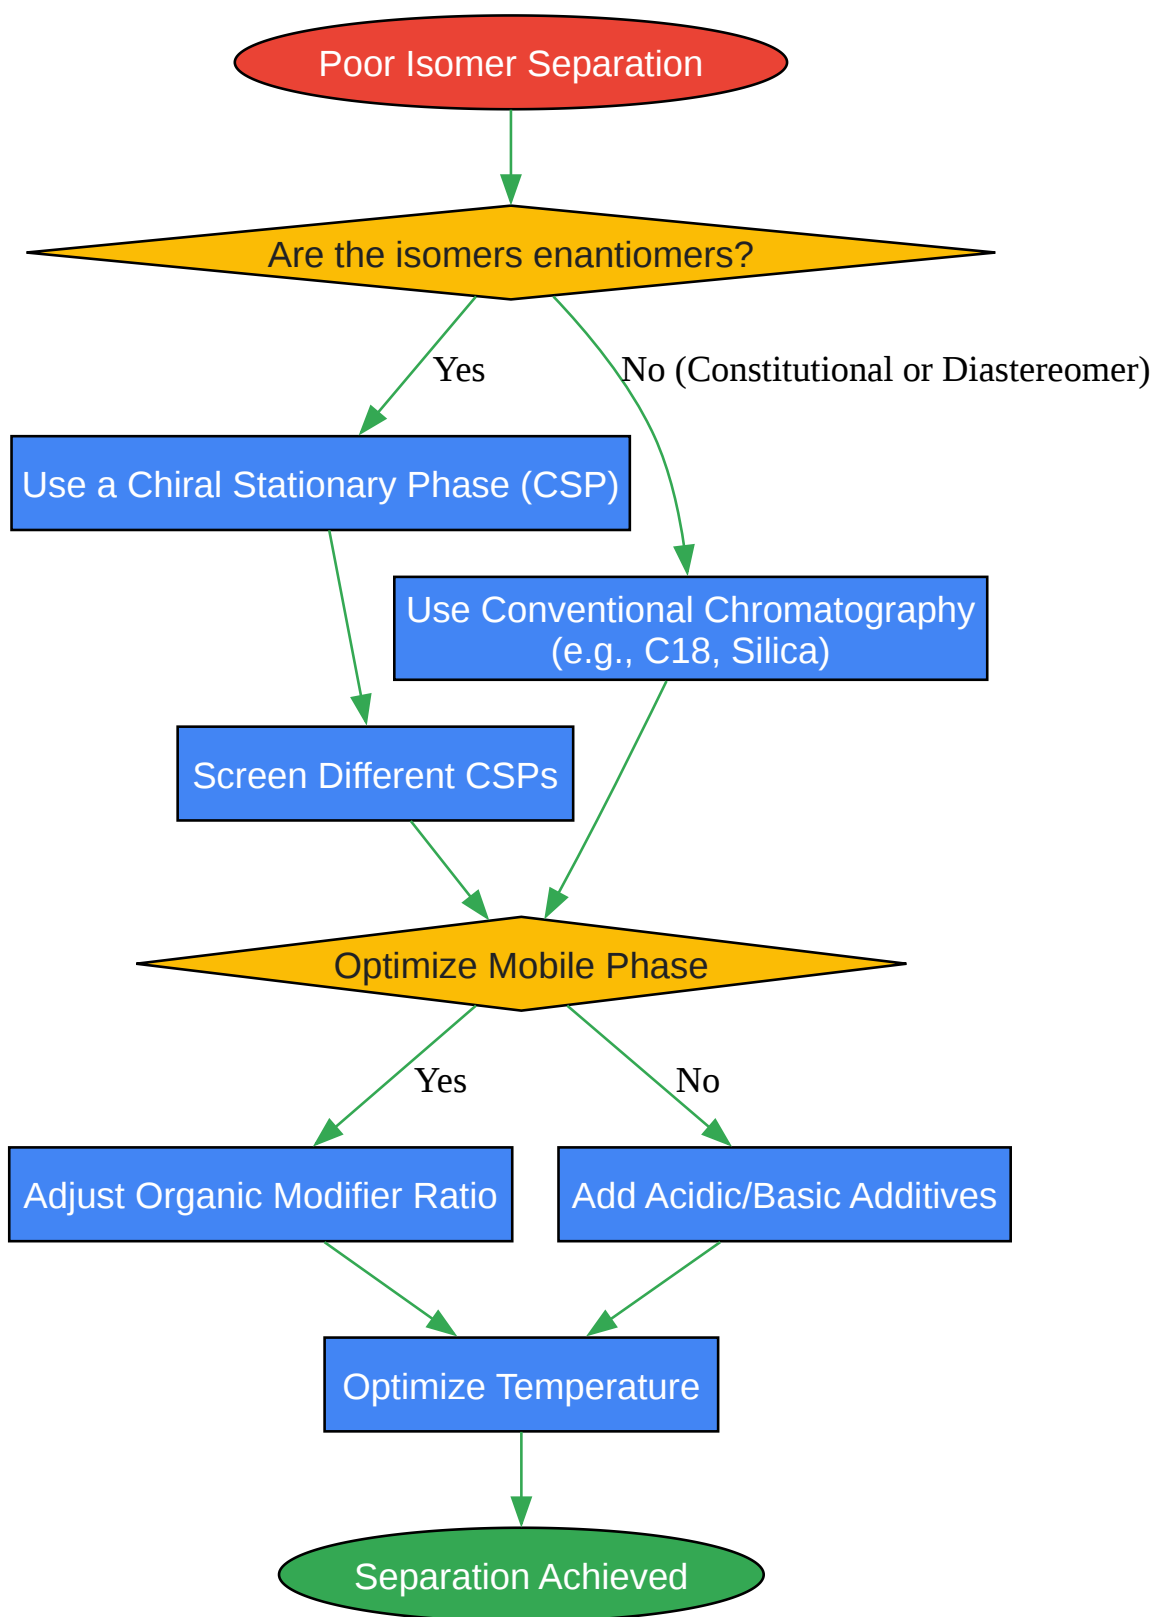 Poor Isomer Separation
Are the isomers enantiomers?
Yes
No (Constitutional or Diastereomer)
Use a Chiral Stationary Phase (CSP)
Use Conventional Chromatography
(e.g., C18, Silica)
Screen Different CSPs
Optimize Mobile Phase
Yes
No
Adjust Organic Modifier Ratio
Add Acidic/Basic Additives
Optimize Temperature
Separation Achieved